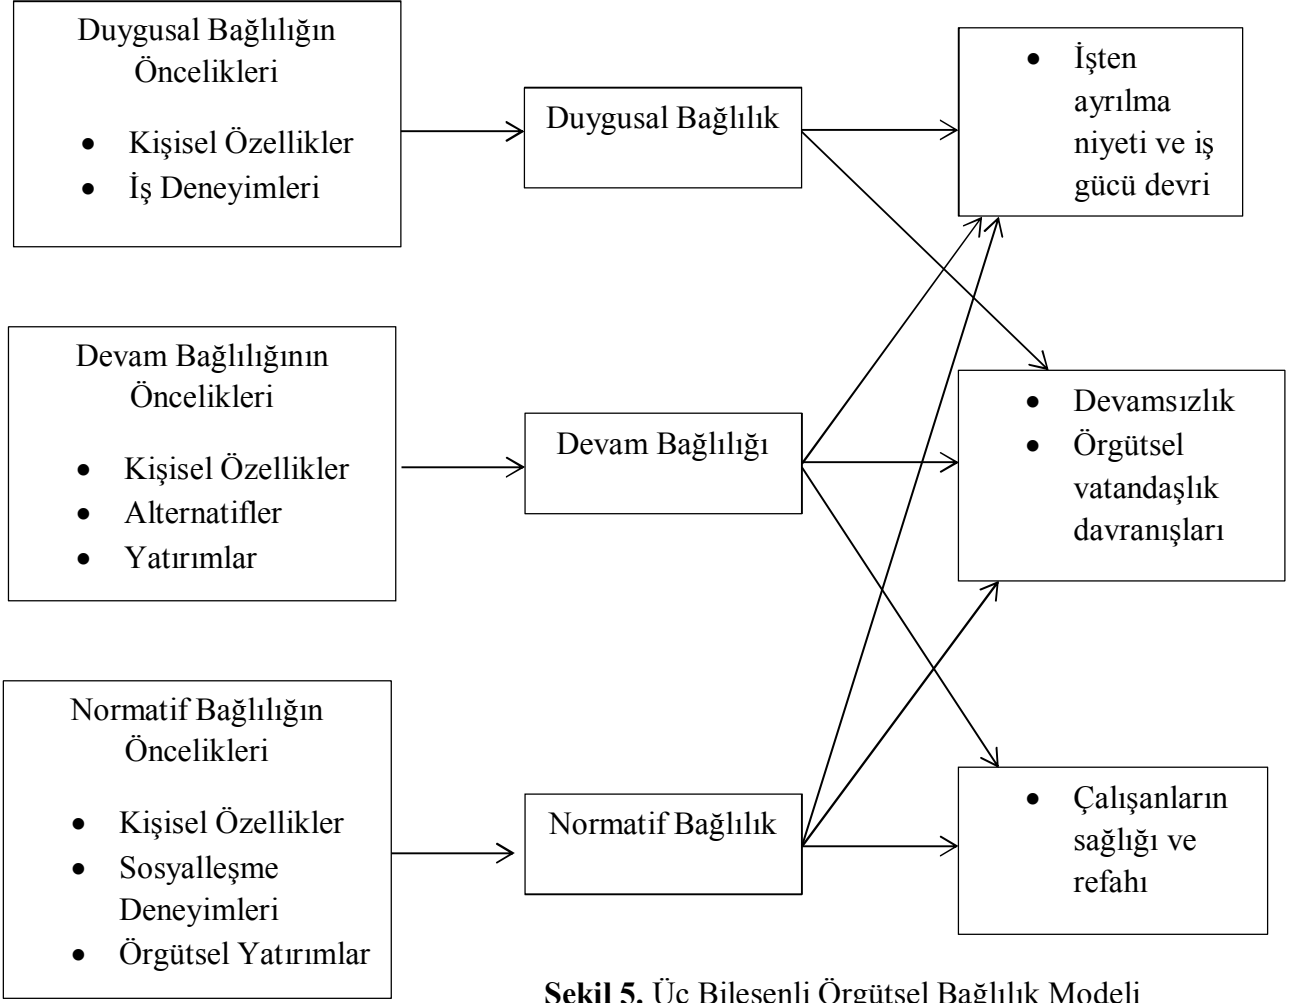 Duygusal Bağlılığın
Öncelikleri
• Kişisel Özellikler
• İş Deneyimleri
Duygusal Bağlılık
• İşten
ayrılma
niyeti ve iş
gücü devri
Devam Bağlılığının
Öncelikleri
• Kişisel Özellikler
• Alternatifler
• Yatırımlar
Devam Bağlılığı
• Devamsızlık
• Örgütsel
vatandaşlık
davranışları
Normatif Bağlılığın
Öncelikleri
• Kişisel Özellikler
• Sosyalleşme
Deneyimleri
• Örgütsel Yatırımlar
Normatif Bağlılık
• Çalışanların
sağlığı ve
refahı
Şekil 5. Üç Bileşenli Örgütsel Bağlılık Modeli